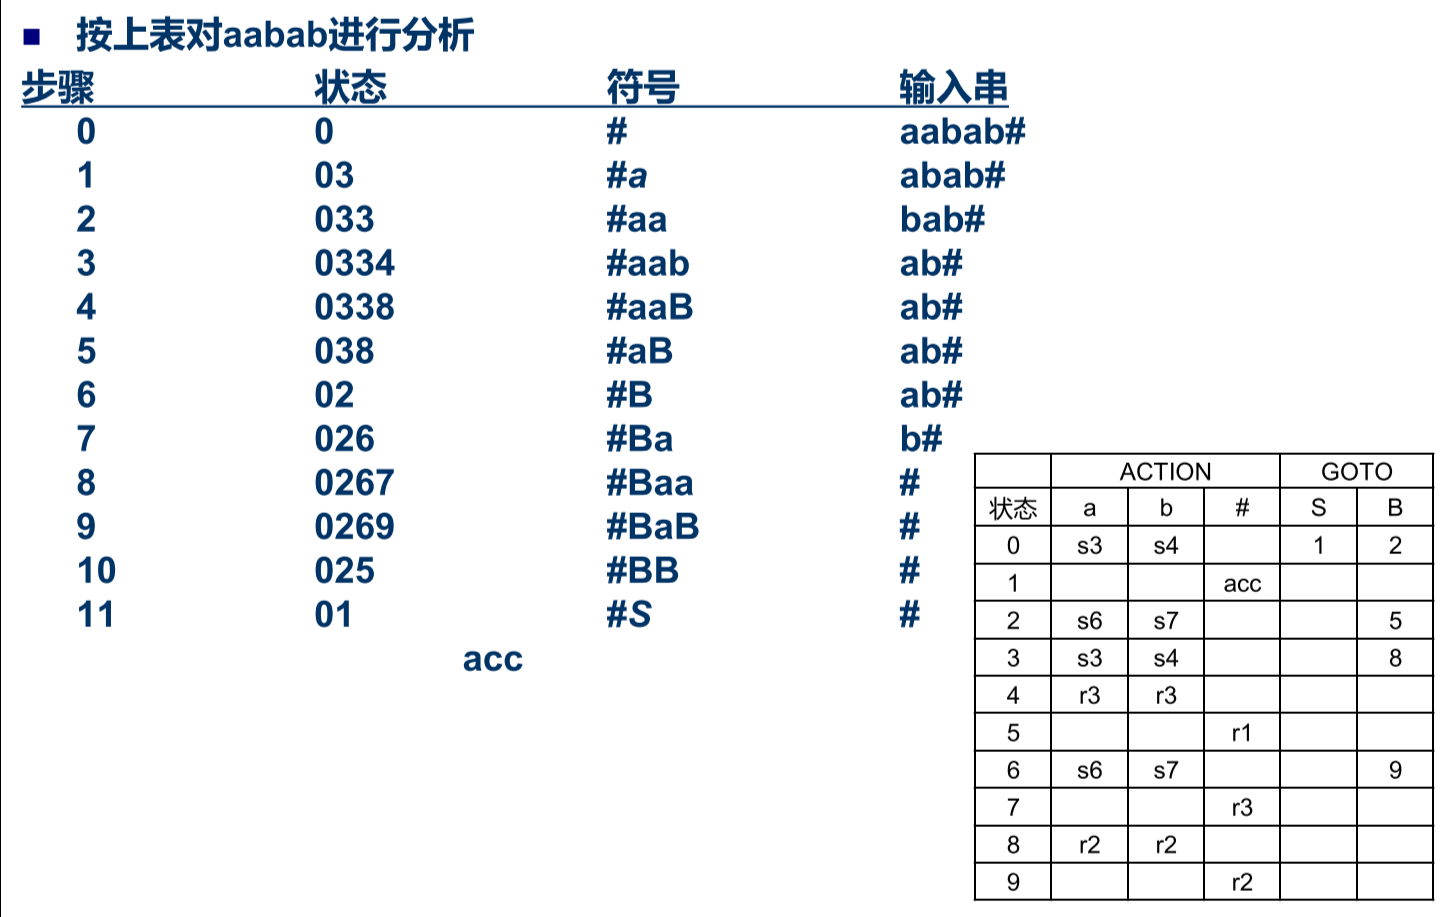 按上表对aabab进行分析
步骤 状态 符号 输入串
0 0 # aabab#
1 03 #a abab#
2 033 #aa bab#
3 0334 #aab ab#
4 0338 #aaB ab#
5 038 #aB ab#
6 02 #B ab#
7 026 #Ba b#
8 0267 #Baa #
9 0269 #BaB #
10 025 #BB #
11 01 #S #
acc
ACTION GOTO
状态 a b # S B
0 s3 s4 1 2
1 acc
2 s6 s7 5
3 s3 s4 8
4 r3 r3
5 r1
6 s6 s7 9
7 r3
8 r2 r2
9 r2